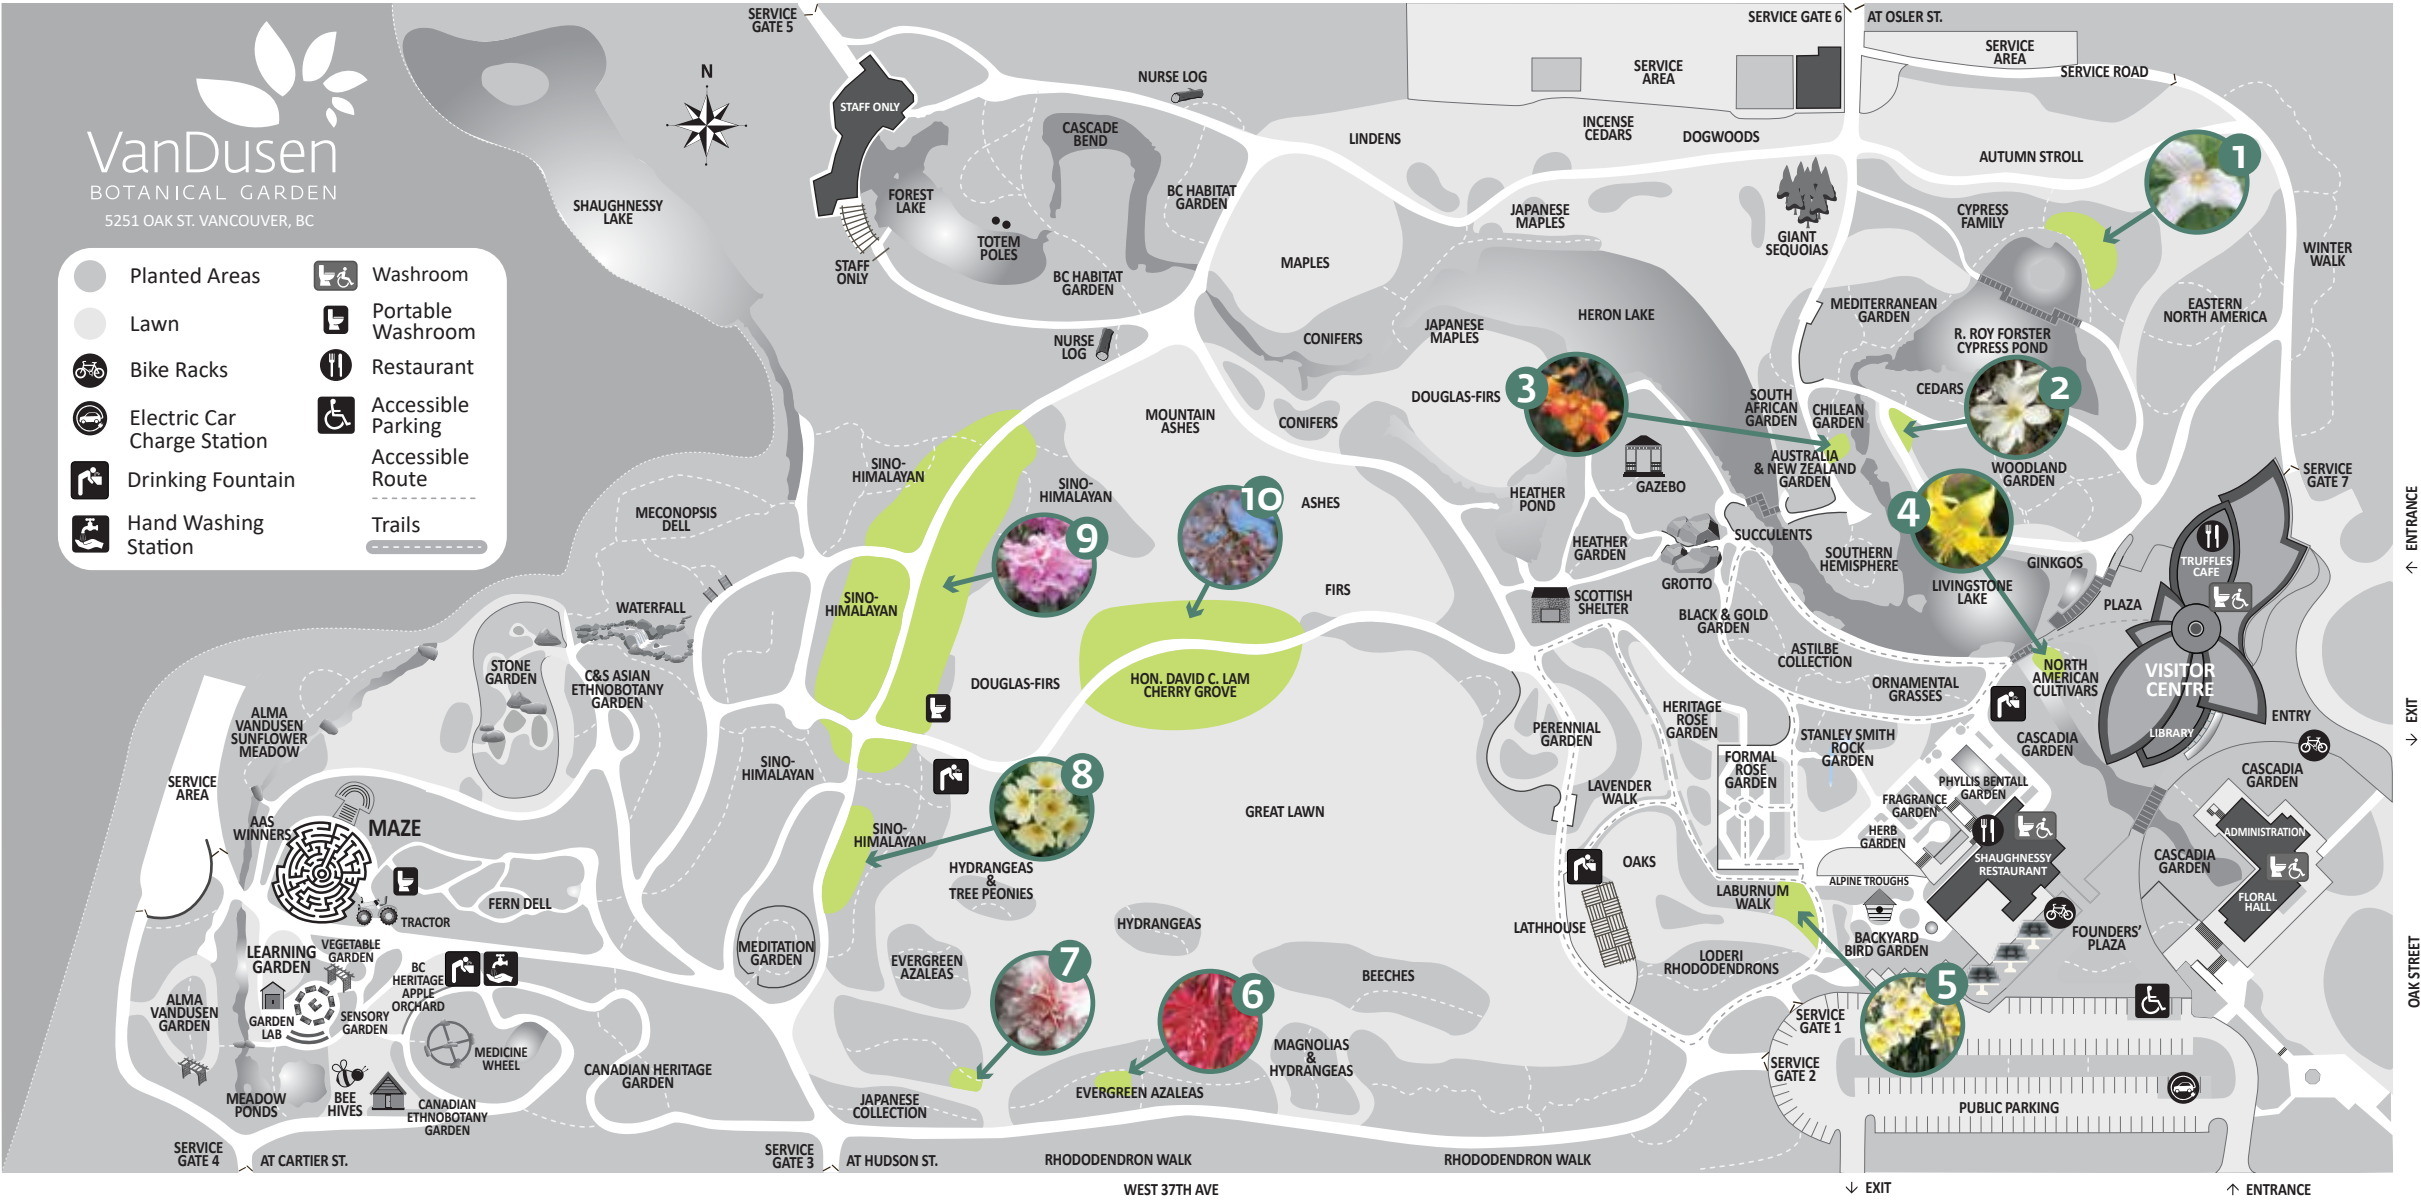 VanDusen
BOTANICAL GARDEN
5251 OAK ST. VANCOUVER, BC
Planted Areas
Lawn
Bike Racks
Electric Car
Charge Station
Drinking Fountain
Hand Washing
Station
Washroom
Portable
Washroom
Restaurant
Accessible
Parking
Accessible
Route
Trails
N
SERVICE
GATE 5
STAFF ONLY
NURSE LOG
CASCADE
BEND
FOREST
LAKE
TOTEM
POLES
STAFF
ONLY
BC HABITAT
GARDEN
BC HABITAT
GARDEN
NURSE
LOG
SHAUGHNESSY
LAKE
SERVICE GATE 6
AT OSLER ST.
SERVICE
AREA
SERVICE
AREA
SERVICE ROAD
LINDENS
INCENSE
CEDARS
DOGWOODS
AUTUMN STROLL
1
GIANT
SEQUOIAS
CYPRESS
FAMILY
JAPANESE
MAPLES
MAPLES
WINTER
WALK
EASTERN
NORTH AMERICA
MEDITERRANEAN
GARDEN
R. ROY FORSTER
CYPRESS POND
HERON LAKE
JAPANESE
MAPLES
CONIFERS
CONIFERS
DOUGLAS-FIRS
3
SOUTH
AFRICAN
GARDEN
CHILEAN
GARDEN
CEDARS
2
MOUNTAIN
ASHES
AUSTRALIA
& NEW ZEALAND
GARDEN
WOODLAND
GARDEN
SERVICE
GATE 7
GAZEBO
HEATHER
POND
HEATHER
GARDEN
GROTTO
SUCCULENTS
4
SOUTHERN
HEMISPHERE
GINKGOS
LIVINGSTONE
LAKE
PLAZA
TRUFFLES
CAFE
SCOTTISH
SHELTER
BLACK & GOLD
GARDEN
ASTILBE
COLLECTION
ORNAMENTAL
GRASSES
NORTH
AMERICAN
CULTIVARS
VISITOR
CENTRE
LIBRARY
ENTRY
SINO-
HIMALAYAN
SINO-
HIMALAYAN
ASHES
10
9
MECONOPSIS
DELL
FIRS
SINO-
HIMALAYAN
WATERFALL
STONE
GARDEN
C&S ASIAN
ETHNOBOTANY
GARDEN
DOUGLAS-FIRS
HON. DAVID C. LAM
CHERRY GROVE
ALMA
VANDUSEN
SUNFLOWER
MEADOW
SERVICE
AREA
SINO-
HIMALAYAN
8
SINO-
HIMALAYAN
GREAT LAWN
AAS
WINNERS
MAZE
TRACTOR
FERN DELL
HYDRANGEAS
&
TREE PEONIES
HYDRANGEAS
PERENNIAL
GARDEN
HERITAGE
ROSE
GARDEN
FORMAL
ROSE
GARDEN
STANLEY SMITH
ROCK
GARDEN
CASCADIA
GARDEN
CASCADIA
GARDEN
LAVENDER
WALK
FRAGRANCE
GARDEN
PHYLLIS BENTALL
GARDEN
HERB
GARDEN
SHAUGHNESSY
RESTAURANT
ADMINISTRATION
CASCADIA
GARDEN
FLORAL
HALL
OAKS
LABURNUM
WALK
ALPINE TROUGHS
LATHHOUSE
BACKYARD
BIRD GARDEN
FOUNDERS'
PLAZA
LODERI
RHODODENDRONS
MEDITATION
GARDEN
EVERGREEN
AZALEAS
7
6
BEECHES
5
LEARNING
GARDEN
VEGETABLE
GARDEN
BC
HERITAGE
APPLE
ORCHARD
ALMA
VANDUSEN
GARDEN
GARDEN
LAB
SENSORY
GARDEN
MEDICINE
WHEEL
MEADOW
PONDS
BEE
HIVES
CANADIAN
ETHNOBOTANY
GARDEN
CANADIAN HERITAGE
GARDEN
JAPANESE
COLLECTION
EVERGREEN AZALEAS
MAGNOLIAS
&
HYDRANGEAS
SERVICE
GATE 1
SERVICE
GATE 2
PUBLIC PARKING
SERVICE
GATE 4
AT CARTIER ST.
SERVICE
GATE 3
AT HUDSON ST.
RHODODENDRON WALK
RHODODENDRON WALK
WEST 37TH AVE
↓ EXIT
↑ ENTRANCE
← ENTRANCE
← EXIT
OAK STREET